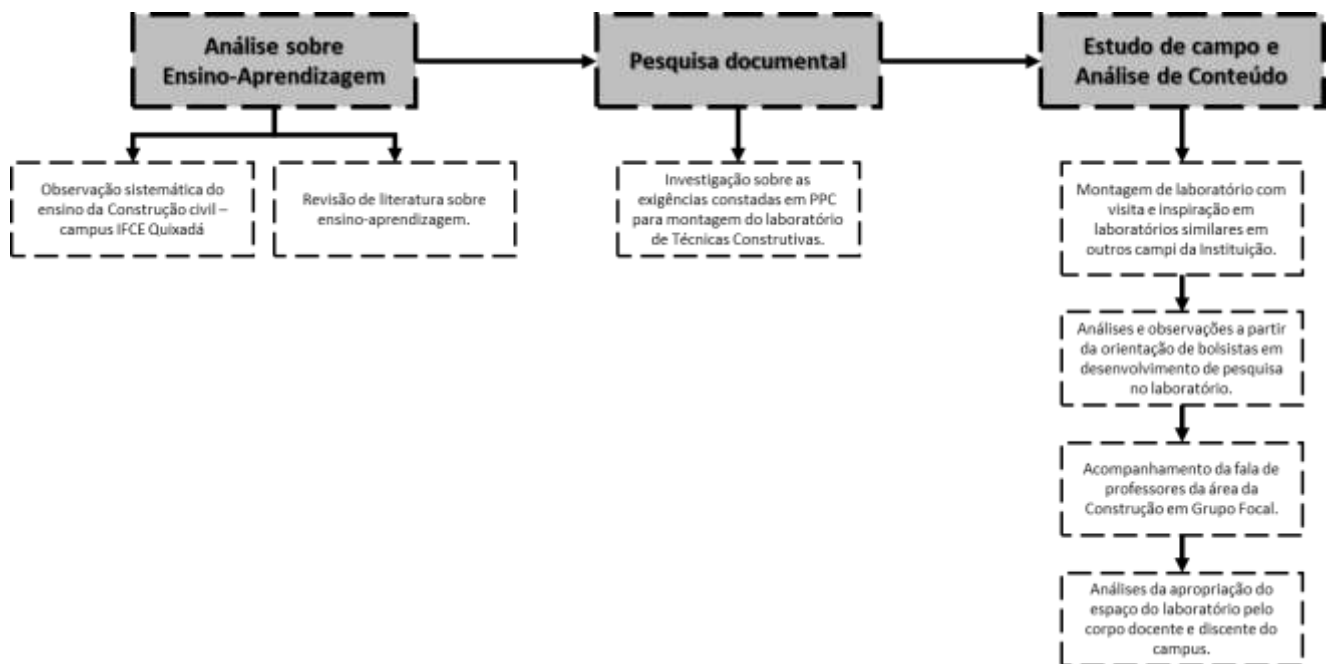 Análise sobre
Ensino-Aprendizagem
Pesquisa documental
Estudo de campo e
Análise de Conteúdo
Observação sistemática do
ensino da Construção civil –
campus IFCE Quixadá
Revisão de literatura sobre
ensino-aprendizagem.
Investigação sobre as
exigências constadas em PPC
para montagem do laboratório
de Técnicas Construtivas.
Montagem de laboratório com
visita e inspiração em
laboratórios similares em
outros campi da Instituição.
Análises e observações a partir
da orientação de bolsistas em
desenvolvimento de pesquisa
no laboratório.
Acompanhamento da fala de
professores da área da
Construção em Grupo Focal.
Análises da apropriação do
espaço do laboratório pelo
corpo docente e discente do
campus.